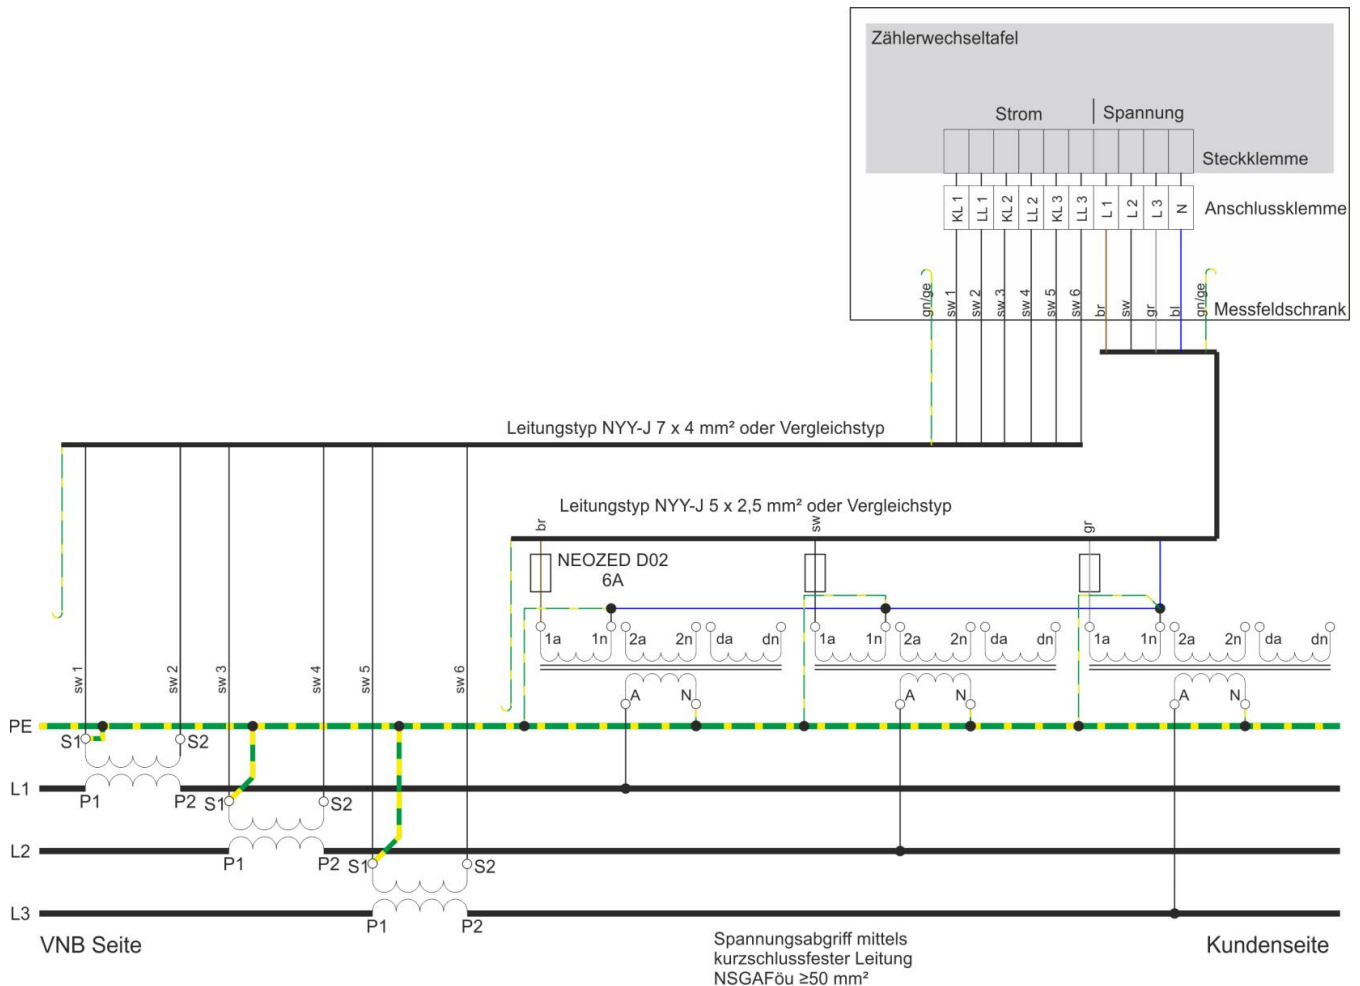 Zählerwechseltafel
Strom
Spannung
Steckklemme
KL 1
LL 1
KL 2
LL 2
KL 3
LL 3
L 1
L 2
L 3
N
Anschlussklemme
gn/ge
sw 1
sw 2
sw 3
sw 4
sw 5
sw 6
br
sw
gr
bl
gn/ge
Messfeldschrank
Leitungstyp NYY-J 7 x 4 mm² oder Vergleichstyp
Leitungstyp NYY-J 5 x 2,5 mm² oder Vergleichstyp
br
sw
gr
NEOZED D02
6A
1a 1n 2a 2n da dn
1a 1n 2a 2n da dn
1a 1n 2a 2n da dn
sw 1
sw 2
sw 3
sw 4
sw 5
sw 6
A N
A N
A N
PE
S1 S2
L1
P1 P2
S1 S2
L2
P1 P2
S1 S2
L3
P1 P2
VNB Seite
Spannungsabgriff mittels
kurzschlussfester Leitung
NSGAFöu ≥50 mm²
Kundenseite